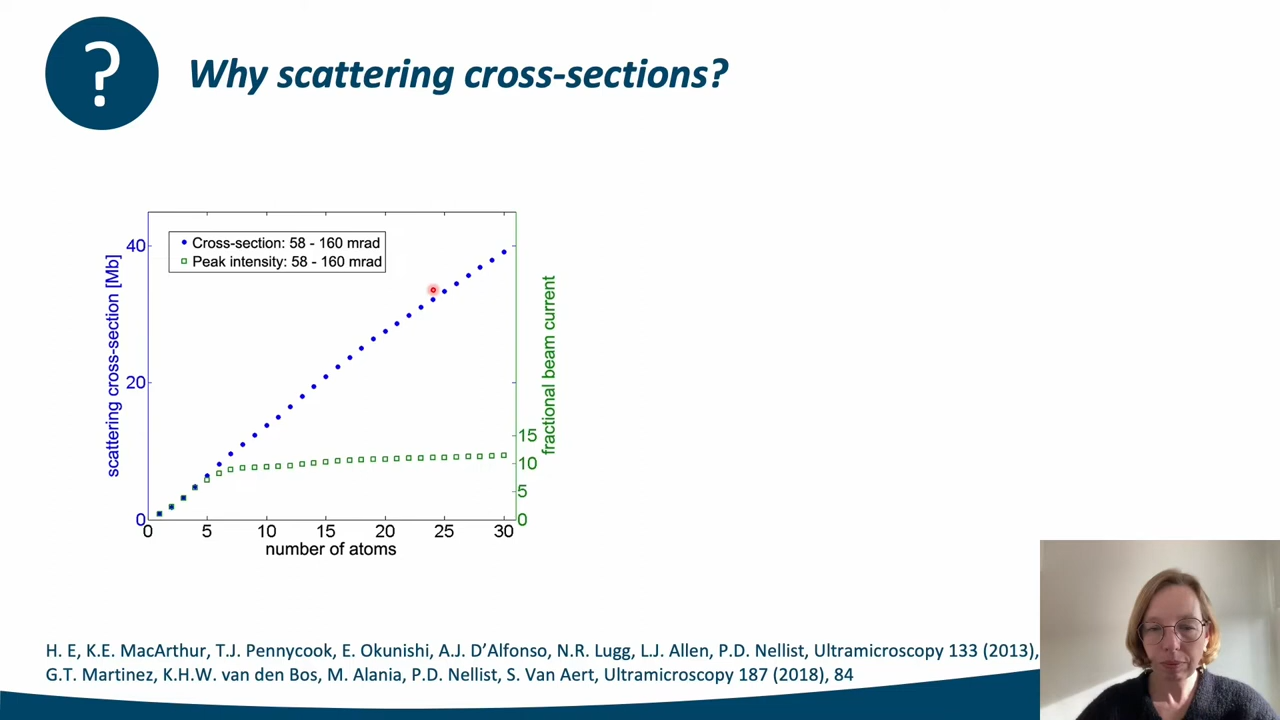 ?
Why scattering cross-sections?
Cross-section: 58 - 160 mrad
Peak intensity: 58 - 160 mrad
scattering cross-section [Mb]
40
20
0
fractional beam current
15
10
5
0
0 5 10 15 20 25 30
number of atoms
H. E, K.E. MacArthur, T.J. Pennycook, E. Okunishi, A.J. D'Alfonso, N.R. Lugg, L.J. Allen, P.D. Nellist, Ultramicroscopy 133 (2013),
G.T. Martinez, K.H.W. van den Bos, M. Alania, P.D. Nellist, S. Van Aert, Ultramicroscopy 187 (2018), 84